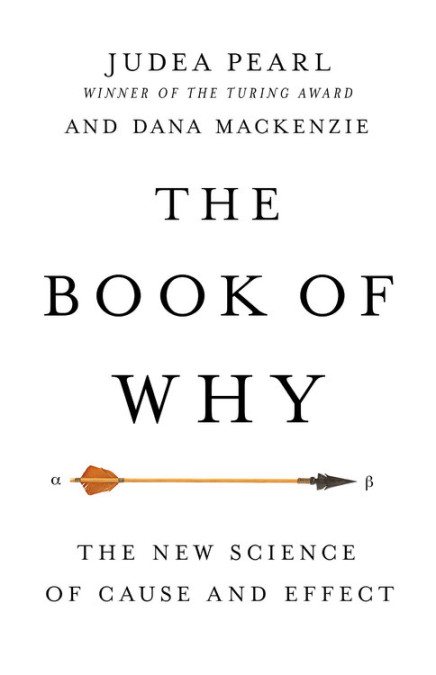 JUDEA PEARL
WINNER OF THE TURING AWARD
AND DANA MACKENZIE
THE
BOOK OF
WHY
α β
THE NEW SCIENCE
OF CAUSE AND EFFECT